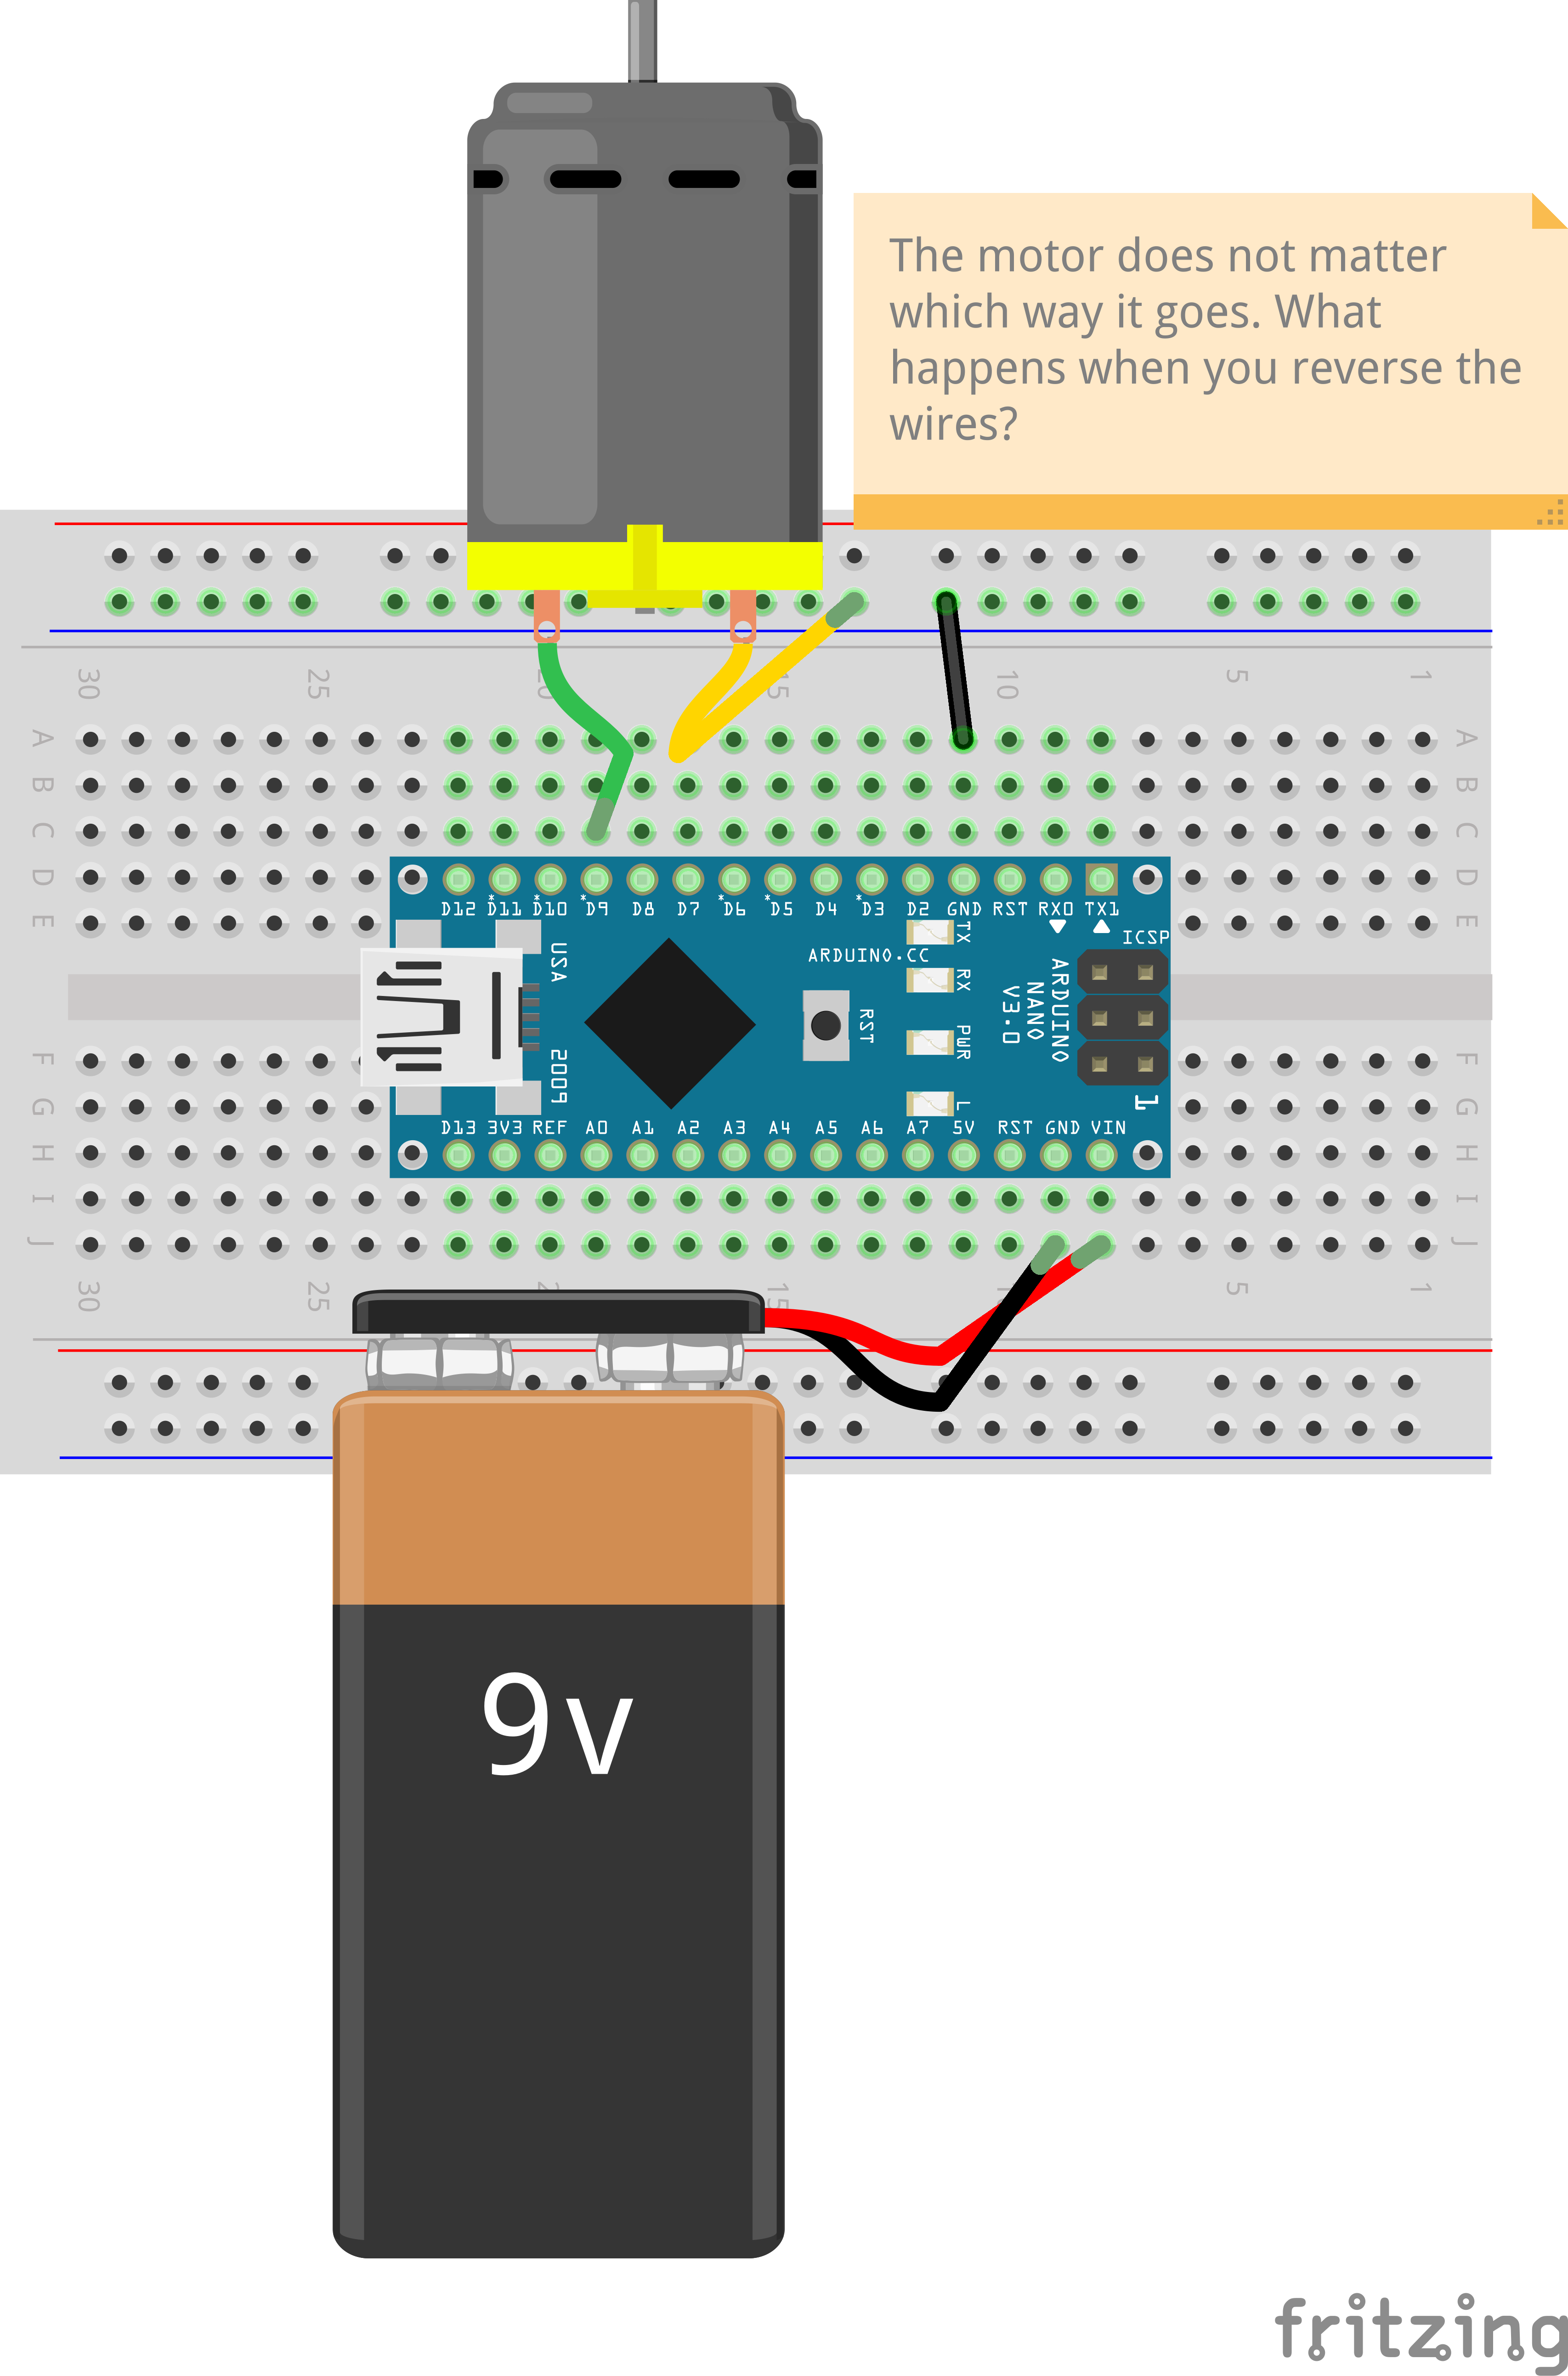 The motor does not matter
which way it goes. What
happens when you reverse the
wires?
30 25 20 15 10 5 1
A A
B B
C C
D D
E E
D12 *D11 *D10 *D9 D8 D7 *D6 *D5 D4 *D3 D2 GND RST RX0 TX1
ICSP
USA
ARDUINO.CC
TX
RX
RST
PWR
L
ARDUINO
NANO
V3.0
2009
1
D13 3V3 REF A0 A1 A2 A3 A4 A5 A6 A7 5V RST GND VIN
F F
G G
H H
I I
J J
30 25 15 5 1
9v
fritzing